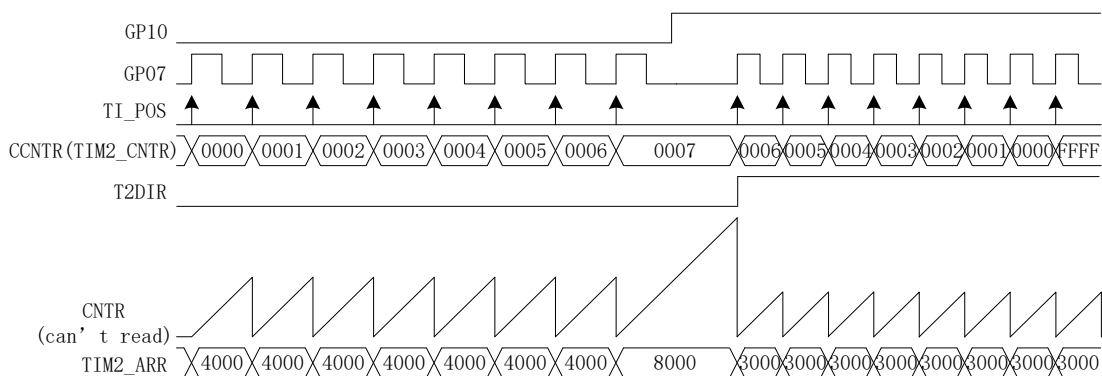 GP10
GP07
TI_POS
CCNTR(TIM2_CNTR) 0000 0001 0002 0003 0004 0005 0006 0007 0006 0005 0004 0003 0002 0001 0000 FFFF
T2DIR
CNTR
(can't read)
TIM2_ARR 4000 4000 4000 4000 4000 4000 4000 8000 3000 3000 3000 3000 3000 3000 3000 3000